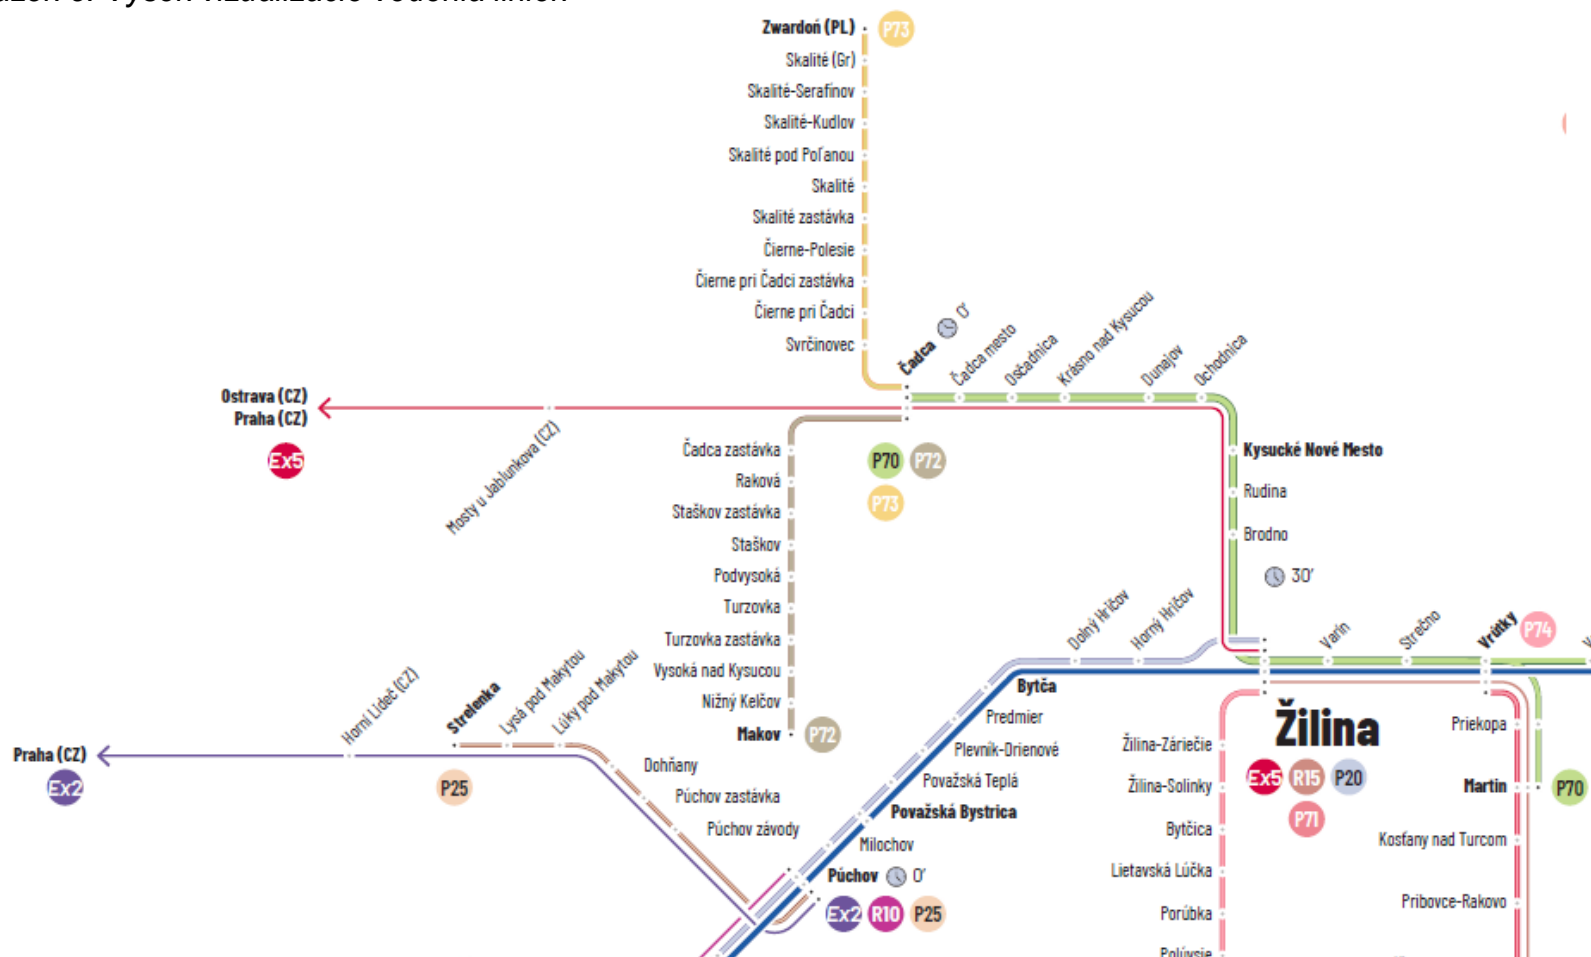 Zwardoń (PL)
P73
Skalité (Gr)
Skalité-Serafínov
Skalité-Kudlov
Skalité pod Poľanou
Skalité
Skalité zastávka
Čierne-Polesie
Čierne pri Čadci zastávka
Čierne pri Čadci
Svrčinovec
Čadca 0'
Čadca mesto
Oščadnica
Krásno nad Kysucou
Dunajov
Ochodnica
Ostrava (CZ)
Praha (CZ)
Ex5
Mosty u Jablunkova (CZ)
P70 P72
P73
Čadca zastávka
Raková
Staškov zastávka
Staškov
Podvysoká
Turzovka
Turzovka zastávka
Vysoká nad Kysucou
Nižný Kelčov
Makov
P72
Kysucké Nové Mesto
Rudina
Brodno
30'
Dolný Hričov
Horný Hričov
Varín
Strečno
Vrútky
P74
Praha (CZ)
Ex2
Horní Lideč (CZ)
Strelenka
P25
Lysá pod Makytou
Lúky pod Makytou
Dohňany
Púchov zastávka
Púchov závody
Bytča
Predmier
Plevník-Drienové
Považská Teplá
Považská Bystrica
Milochov
Púchov 0'
Ex2 R10 P25
Žilina
Ex5 R15 P20
P71
Žilina-Záriečie
Žilina-Solinky
Bytčica
Lietavská Lúčka
Porúbka
Priekopa
Martin
P70
Košťany nad Turcom
Príbovce-Rakovo